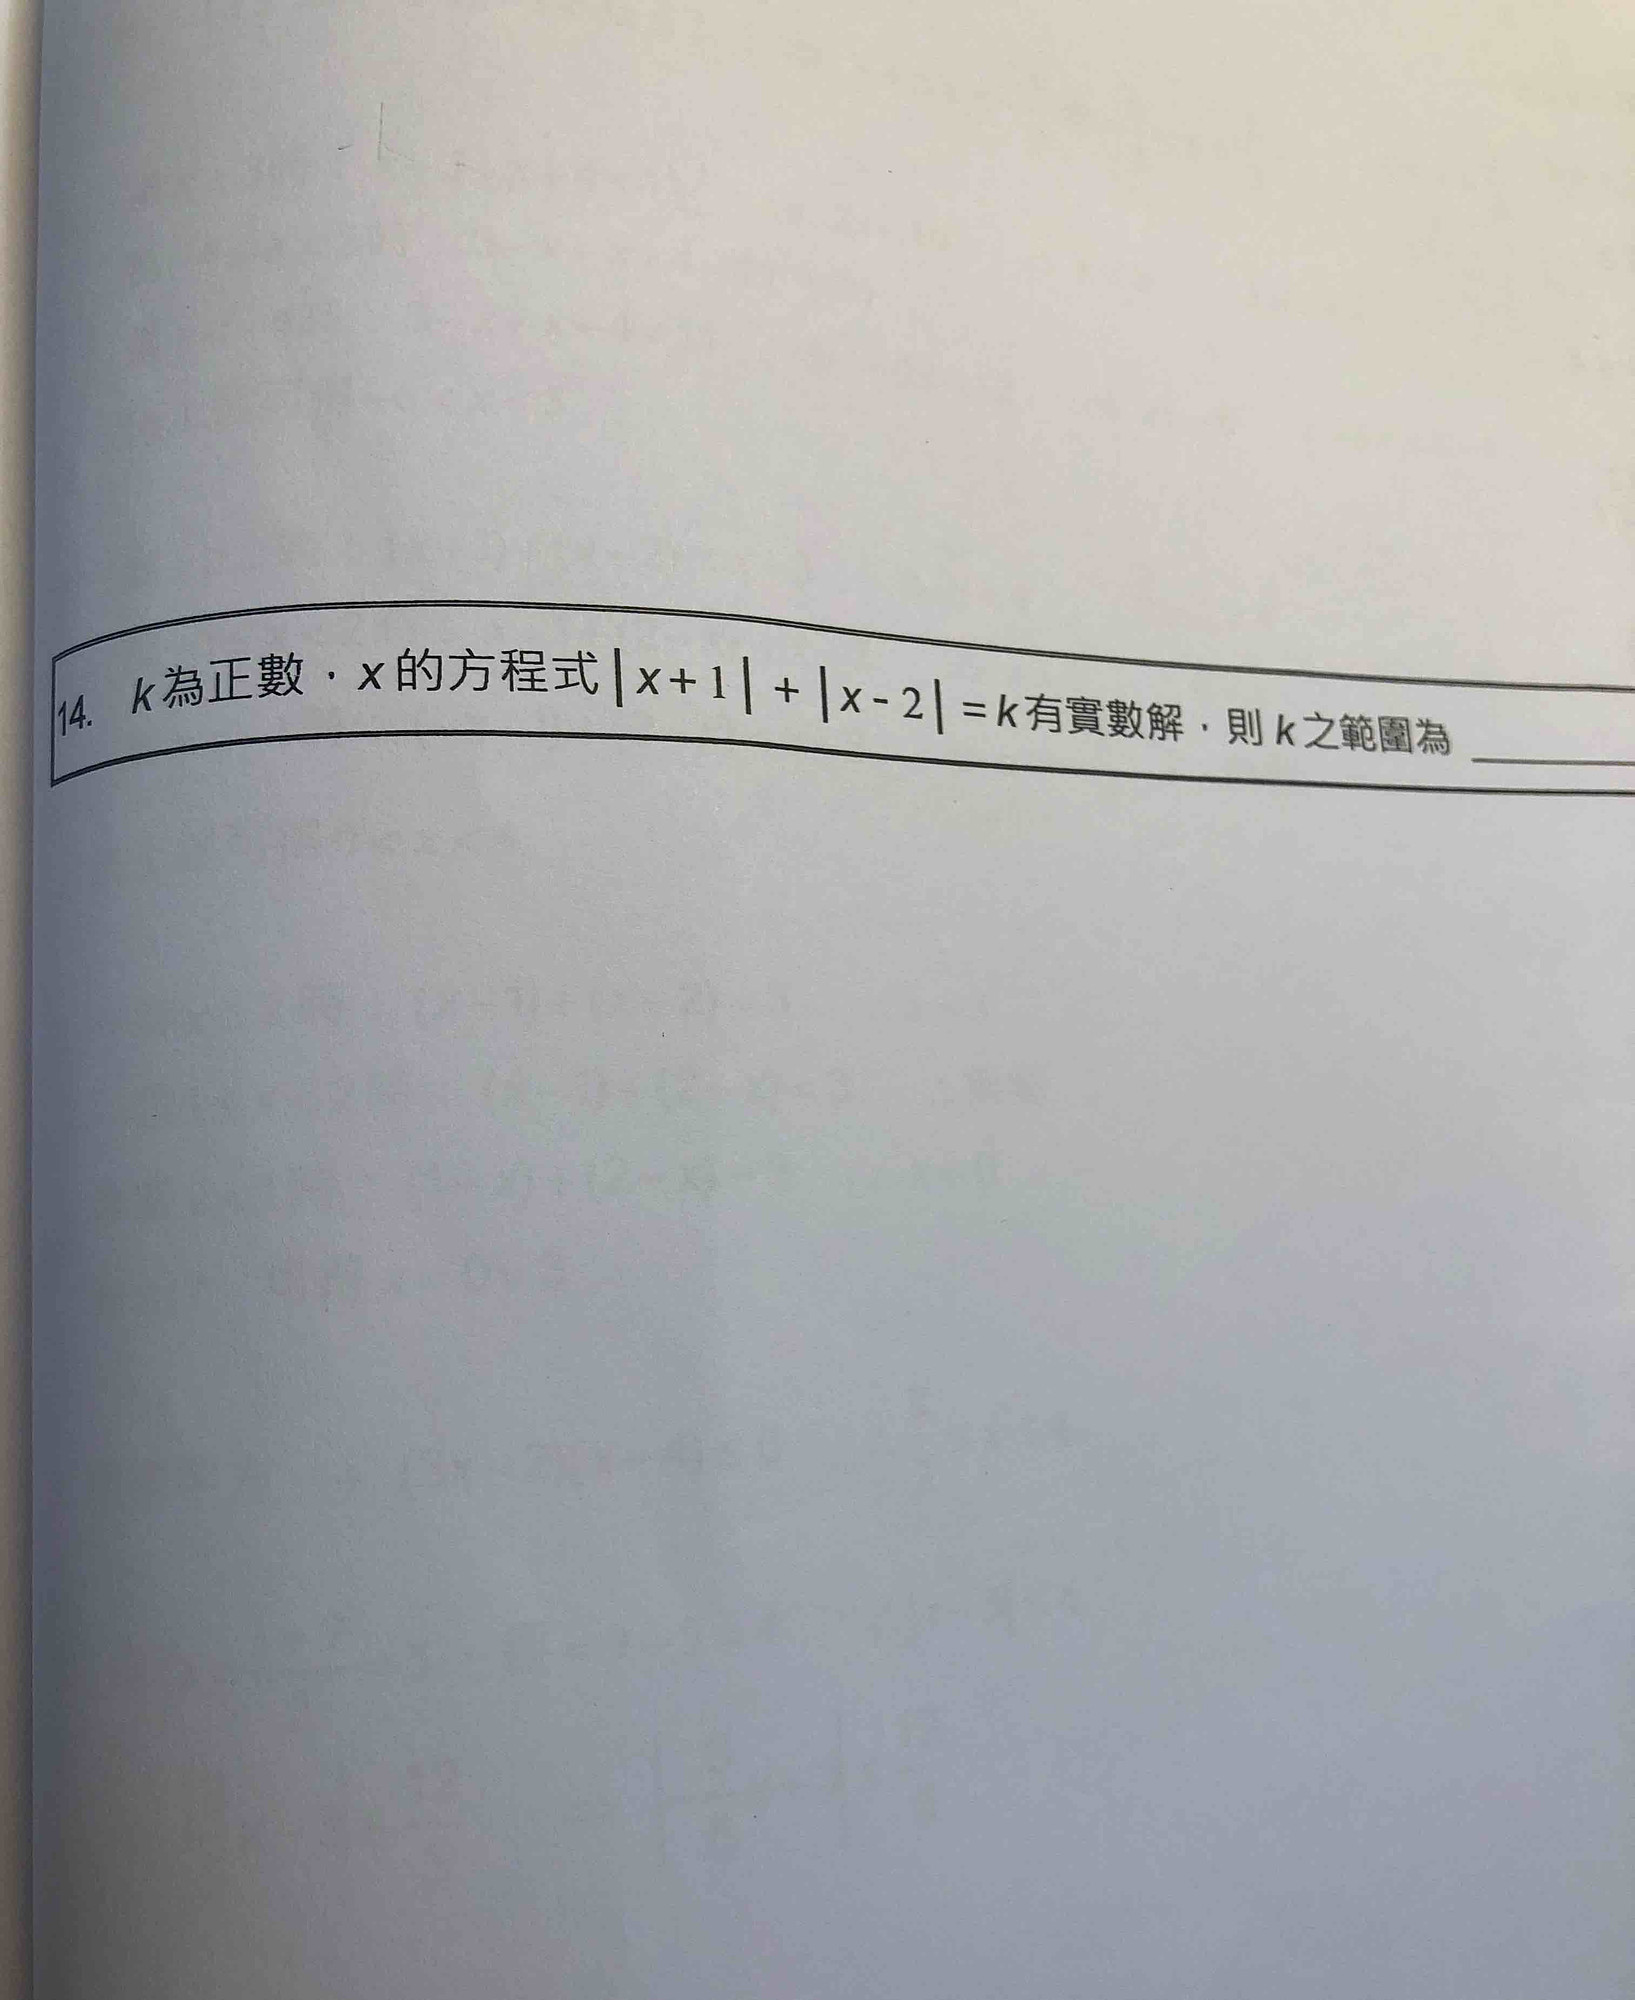 14. k為正數，x的方程式|x+1| + |x-2| =k有實數解，則k之範圍為